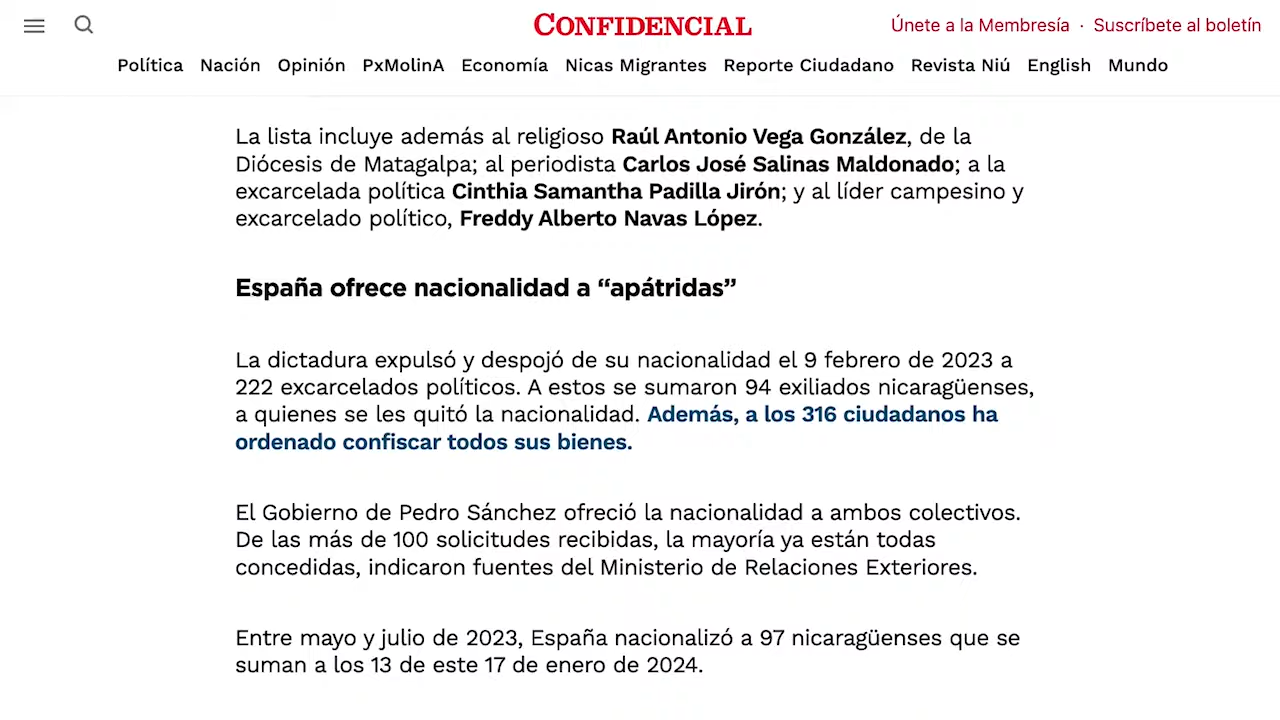 CONFIDENCIAL
Únete a la Membresía · Suscríbete al boletín
Política Nación Opinión PxMolinA Economía Nicas Migrantes Reporte Ciudadano Revista Niú English Mundo
La lista incluye además al religioso Raúl Antonio Vega González, de la
Diócesis de Matagalpa; al periodista Carlos José Salinas Maldonado; a la
excarcelada política Cinthia Samantha Padilla Jirón; y al líder campesino y
excarcelado político, Freddy Alberto Navas López.
España ofrece nacionalidad a “apátridas”
La dictadura expulsó y despojó de su nacionalidad el 9 febrero de 2023 a
222 excarcelados políticos. A estos se sumaron 94 exiliados nicaragüenses,
a quienes se les quitó la nacionalidad. Además, a los 316 ciudadanos ha
ordenado confiscar todos sus bienes.
El Gobierno de Pedro Sánchez ofreció la nacionalidad a ambos colectivos.
De las más de 100 solicitudes recibidas, la mayoría ya están todas
concedidas, indicaron fuentes del Ministerio de Relaciones Exteriores.
Entre mayo y julio de 2023, España nacionalizó a 97 nicaragüenses que se
suman a los 13 de este 17 de enero de 2024.